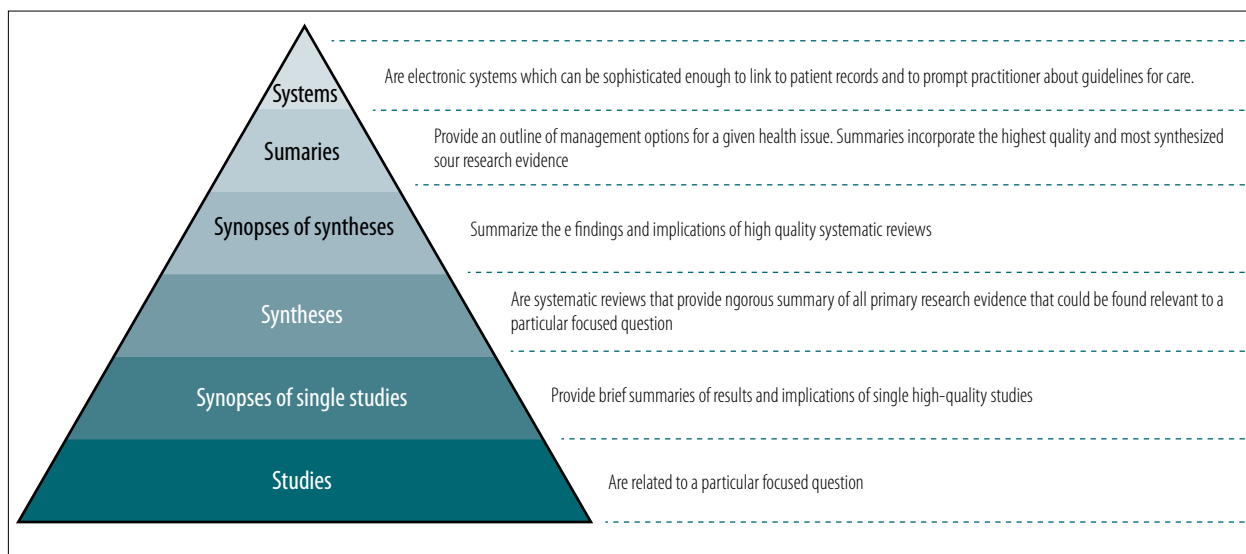 Systems
Are electronic systems which can be sophisticated enough to link to patient records and to prompt practitioner about guidelines for care.
Sumaries
Provide an outline of management options for a given health issue. Summaries incorporate the highest quality and most synthesized
sour research evidence
Synopses of syntheses
Summarize the e findings and implications of high quality systematic reviews
Syntheses
Are systematic reviews that provide ngorous summary of all primary research evidence that could be found relevant to a
particular focused question
Synopses of single studies
Provide brief summaries of results and implications of single high-quality studies
Studies
Are related to a particular focused question